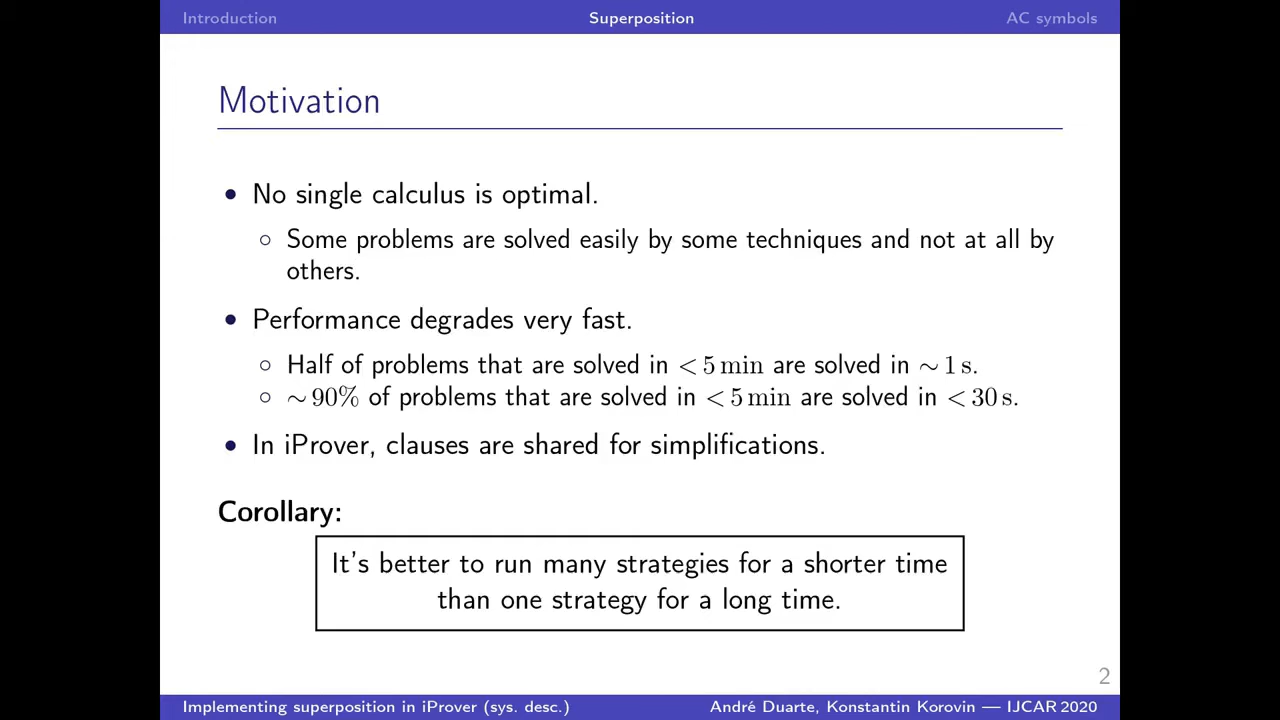 Introduction Superposition AC symbols
Motivation
• No single calculus is optimal.
◦ Some problems are solved easily by some techniques and not at all by
others.
• Performance degrades very fast.
◦ Half of problems that are solved in < 5 min are solved in ∼ 1 s.
◦ ∼ 90% of problems that are solved in < 5 min are solved in < 30 s.
• In iProver, clauses are shared for simplifications.
Corollary:
It's better to run many strategies for a shorter time
than one strategy for a long time.
2
Implementing superposition in iProver (sys. desc.) André Duarte, Konstantin Korovin — IJCAR 2020